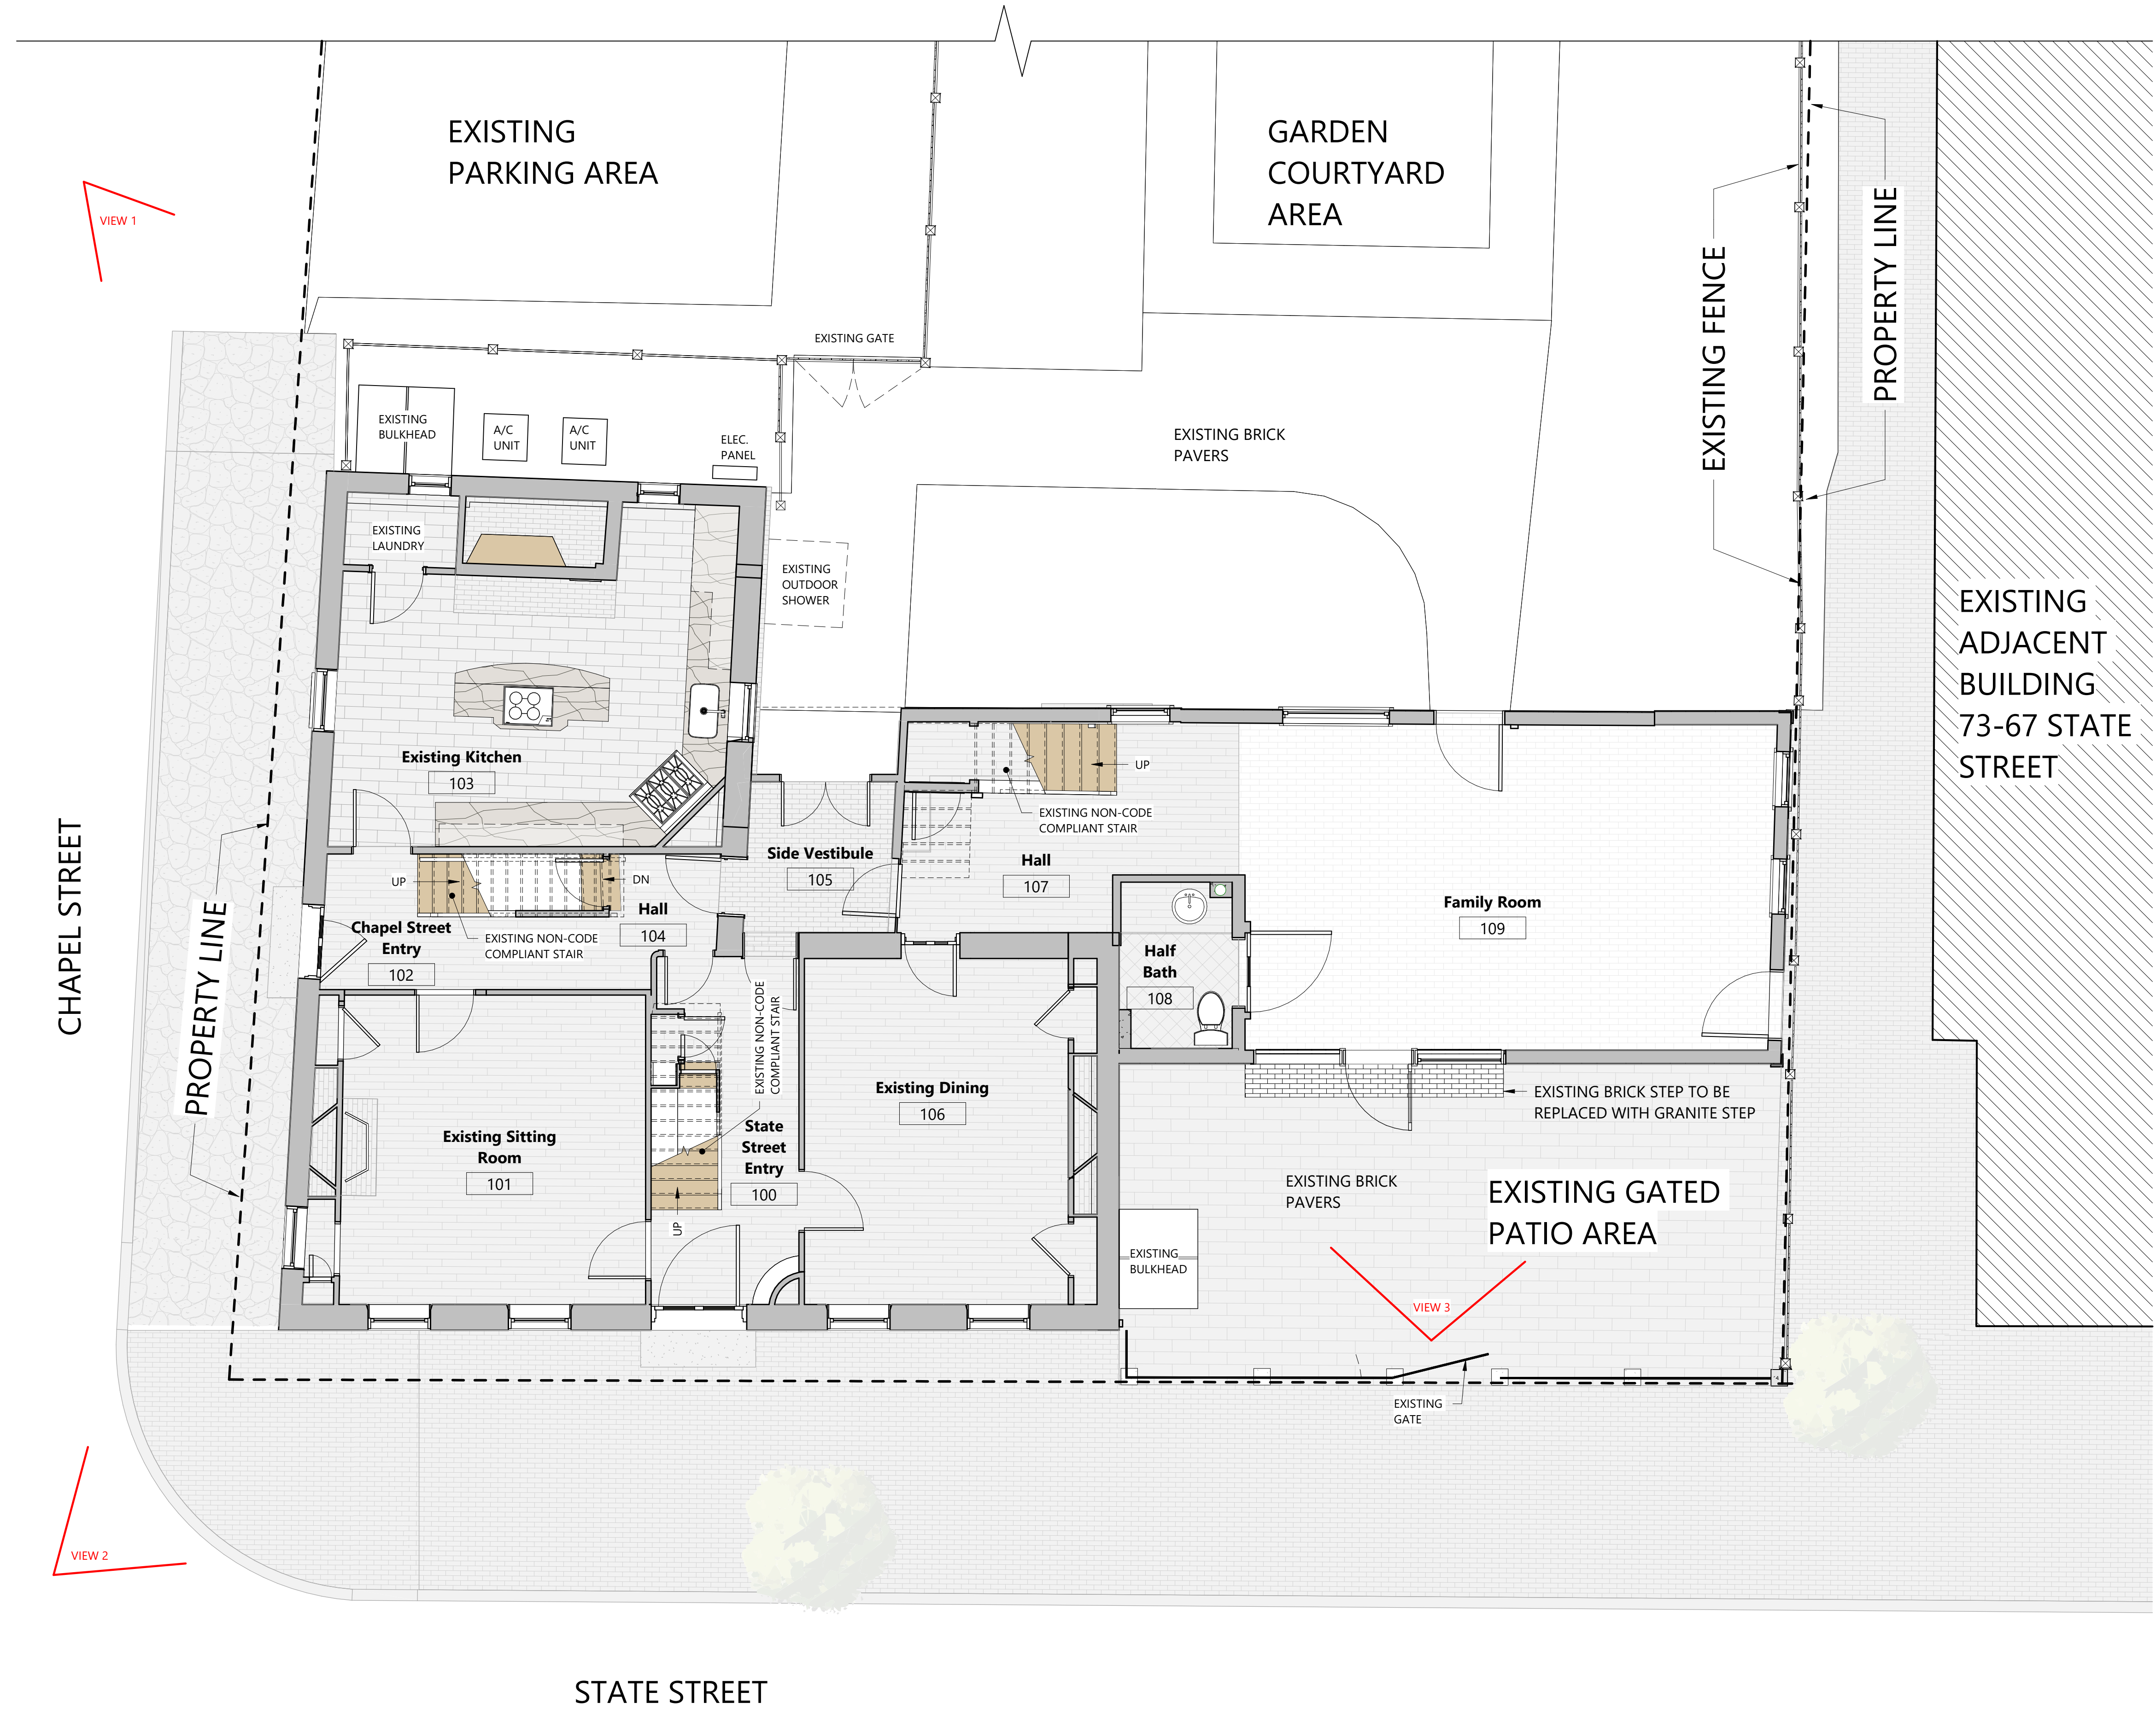 EXISTING
PARKING AREA
GARDEN
COURTYARD
AREA
VIEW 1
EXISTING FENCE
PROPERTY LINE
EXISTING GATE
EXISTING
BULKHEAD
A/C
UNIT
A/C
UNIT
ELEC.
PANEL
EXISTING BRICK
PAVERS
EXISTING
LAUNDRY
EXISTING
OUTDOOR
SHOWER
EXISTING
ADJACENT
BUILDING
73-67 STATE
STREET
Existing Kitchen
103
UP
EXISTING NON-CODE
COMPLIANT STAIR
Side Vestibule
105
Hall
107
UP
DN
Hall
104
Chapel Street
Entry
102
EXISTING NON-CODE
COMPLIANT STAIR
Half
Bath
108
Family Room
109
CHAPEL STREET
PROPERTY LINE
EXISTING NON-CODE
COMPLIANT STAIR
Existing Dining
106
EXISTING BRICK STEP TO BE
REPLACED WITH GRANITE STEP
Existing Sitting
Room
101
State
Street
Entry
100
UP
EXISTING BRICK
PAVERS
EXISTING GATED
PATIO AREA
EXISTING
BULKHEAD
VIEW 3
EXISTING
GATE
VIEW 2
STATE STREET